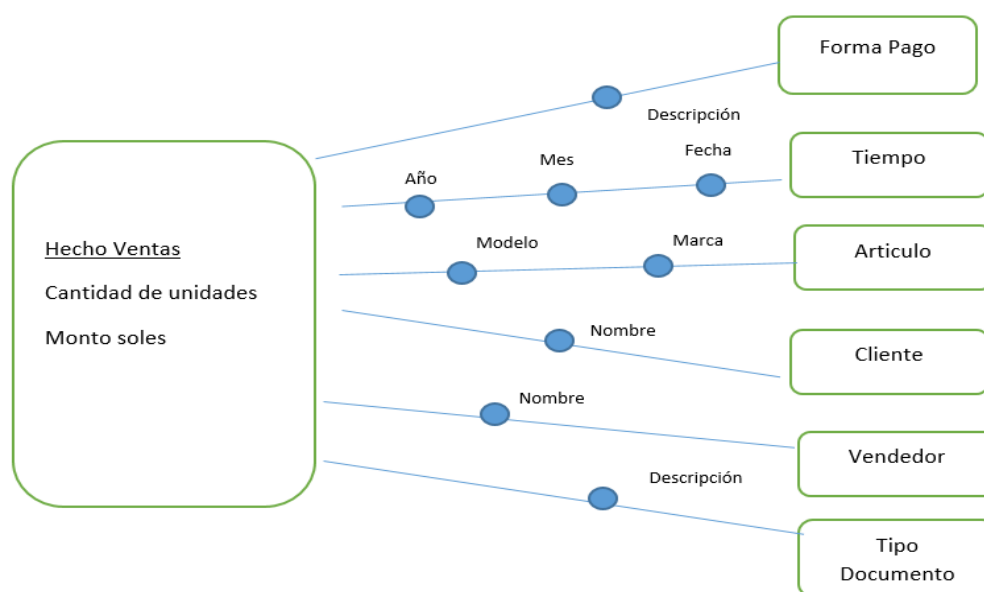 Forma Pago
Descripción
Año
Mes
Fecha
Tiempo
Hecho Ventas
Cantidad de unidades
Monto soles
Modelo
Marca
Articulo
Nombre
Cliente
Nombre
Vendedor
Descripción
Tipo
Documento